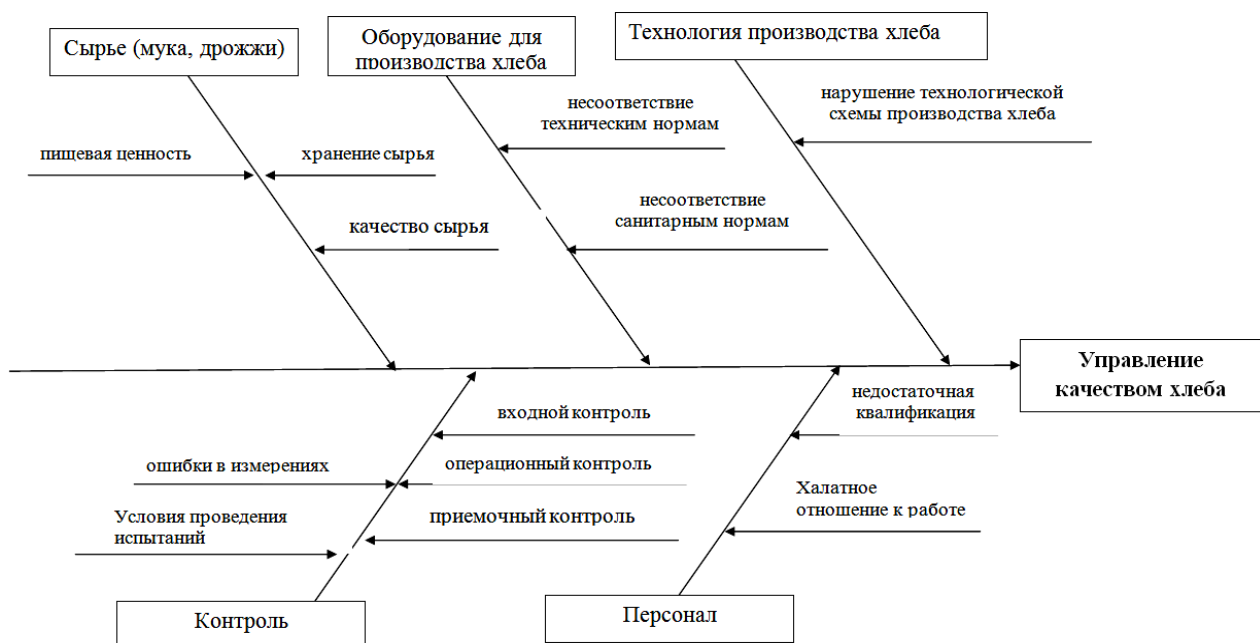 Сырье (мука, дрожжи)
Оборудование для
производства хлеба
Технология производства хлеба
несоответствие
техническим нормам
нарушение технологической
схемы производства хлеба
пищевая ценность
хранение сырья
качество сырья
несоответствие
санитарным нормам
Управление
качеством хлеба
входной контроль
недостаточная
квалификация
ошибки в измерениях
операционный контроль
Условия проведения
испытаний
приемочный контроль
Халатное
отношение к работе
Контроль
Персонал